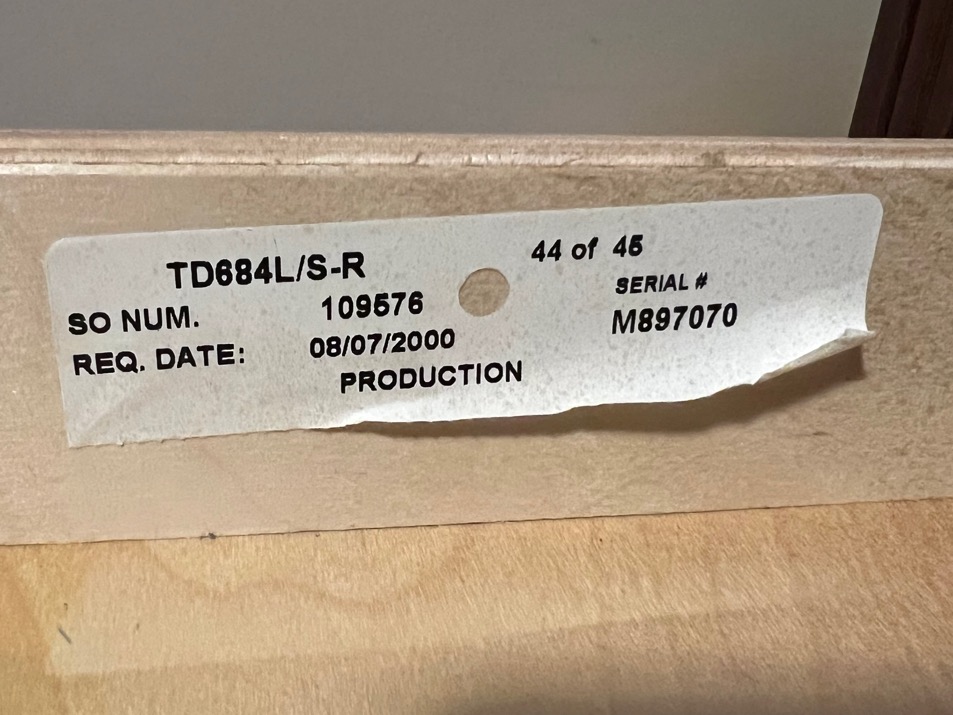 TD684L/S-R
44 of 45
SO NUM. 109576
SERIAL #
REQ. DATE: 08/07/2000
M897070
PRODUCTION